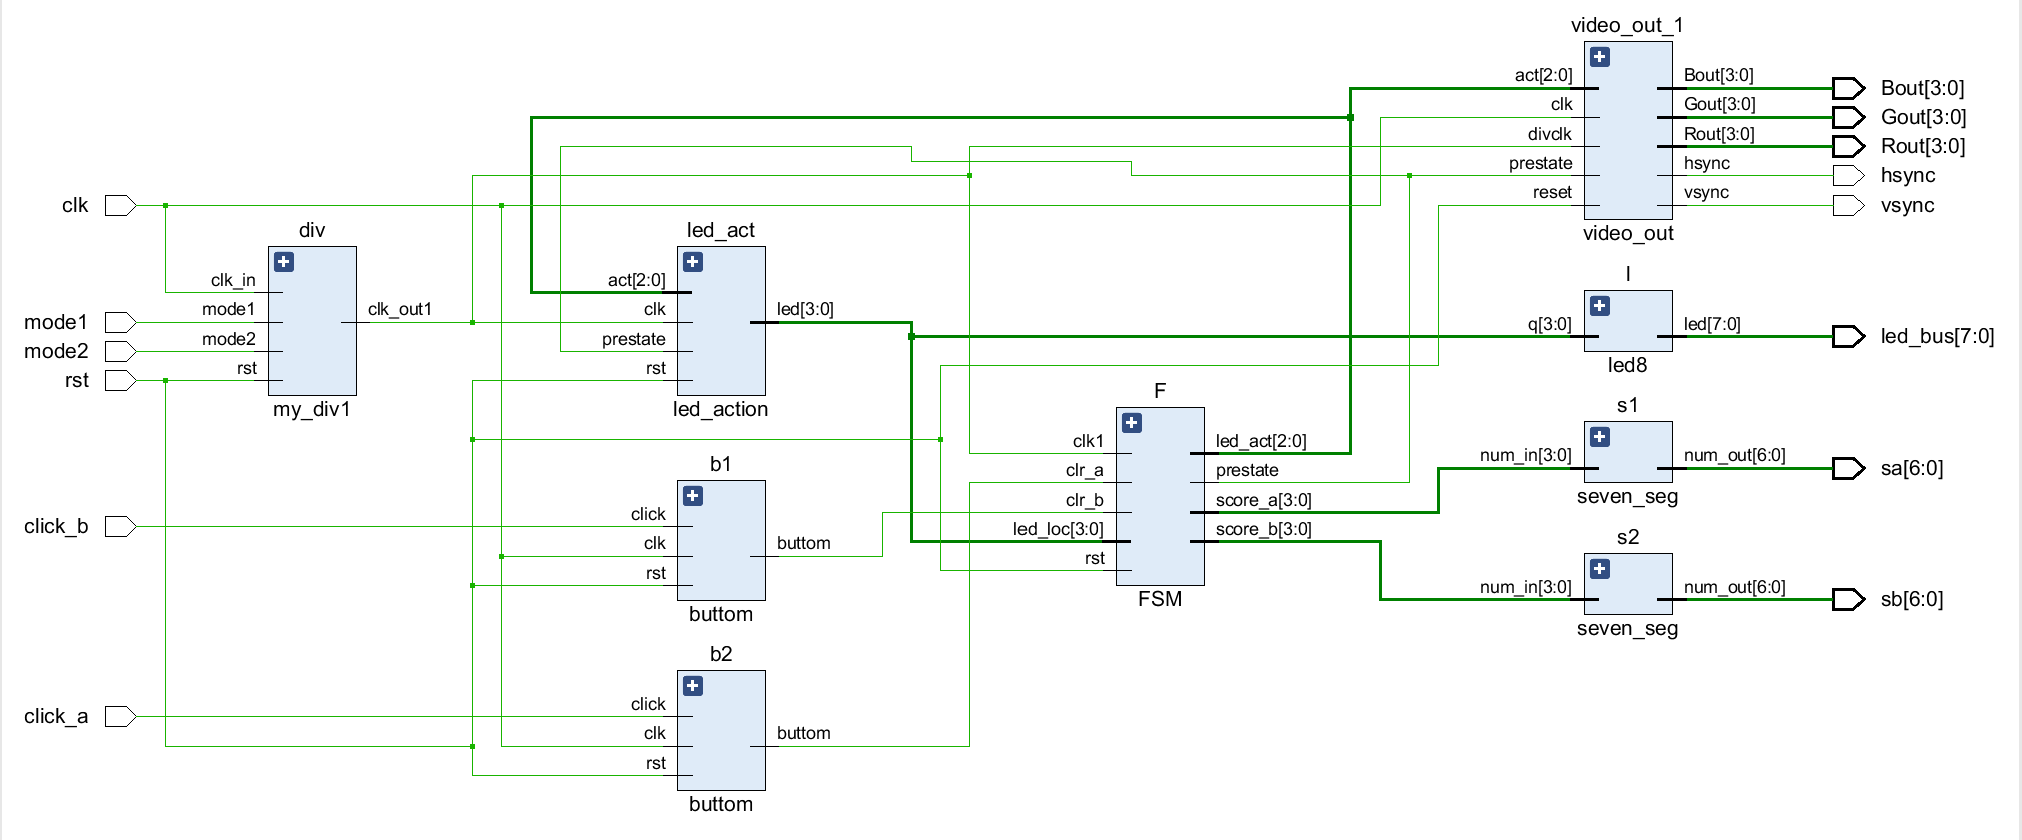 clk
mode1
mode2
rst
click_b
click_a
div
clk_in
mode1
mode2
rst
clk_out1
my_div1
led_act
act[2:0]
clk
prestate
rst
led[3:0]
led_action
b1
click
clk
rst
buttom
buttom
b2
click
clk
rst
buttom
buttom
F
clk1
clr_a
clr_b
led_loc[3:0]
rst
led_act[2:0]
prestate
score_a[3:0]
score_b[3:0]
FSM
video_out_1
act[2:0]
clk
divclk
prestate
reset
Bout[3:0]
Gout[3:0]
Rout[3:0]
hsync
vsync
video_out
l
q[3:0]
led[7:0]
led8
s1
num_in[3:0]
num_out[6:0]
seven_seg
s2
num_in[3:0]
num_out[6:0]
seven_seg
Bout[3:0]
Gout[3:0]
Rout[3:0]
hsync
vsync
led_bus[7:0]
sa[6:0]
sb[6:0]